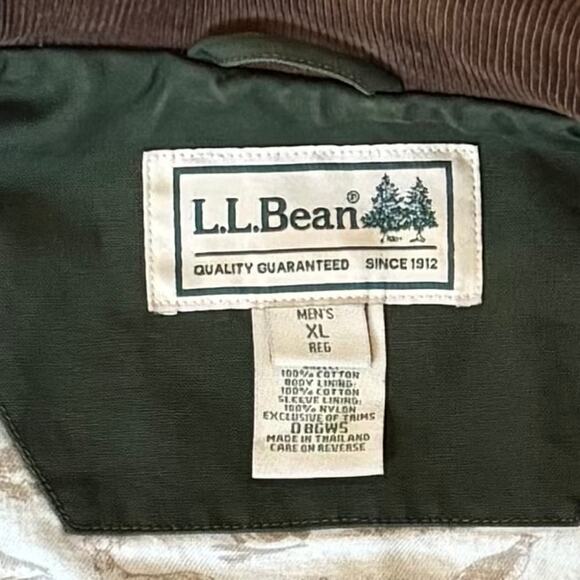 L.L.Bean®
QUALITY GUARANTEED SINCE 1912
MEN'S
XL
REG
100% COTTON
BODY LINING:
100% COTTON
SLEEVE LINING:
100% NYLON
EXCLUSIVE OF TRIMS
0BGW5
MADE IN THAILAND
CARE ON REVERSE